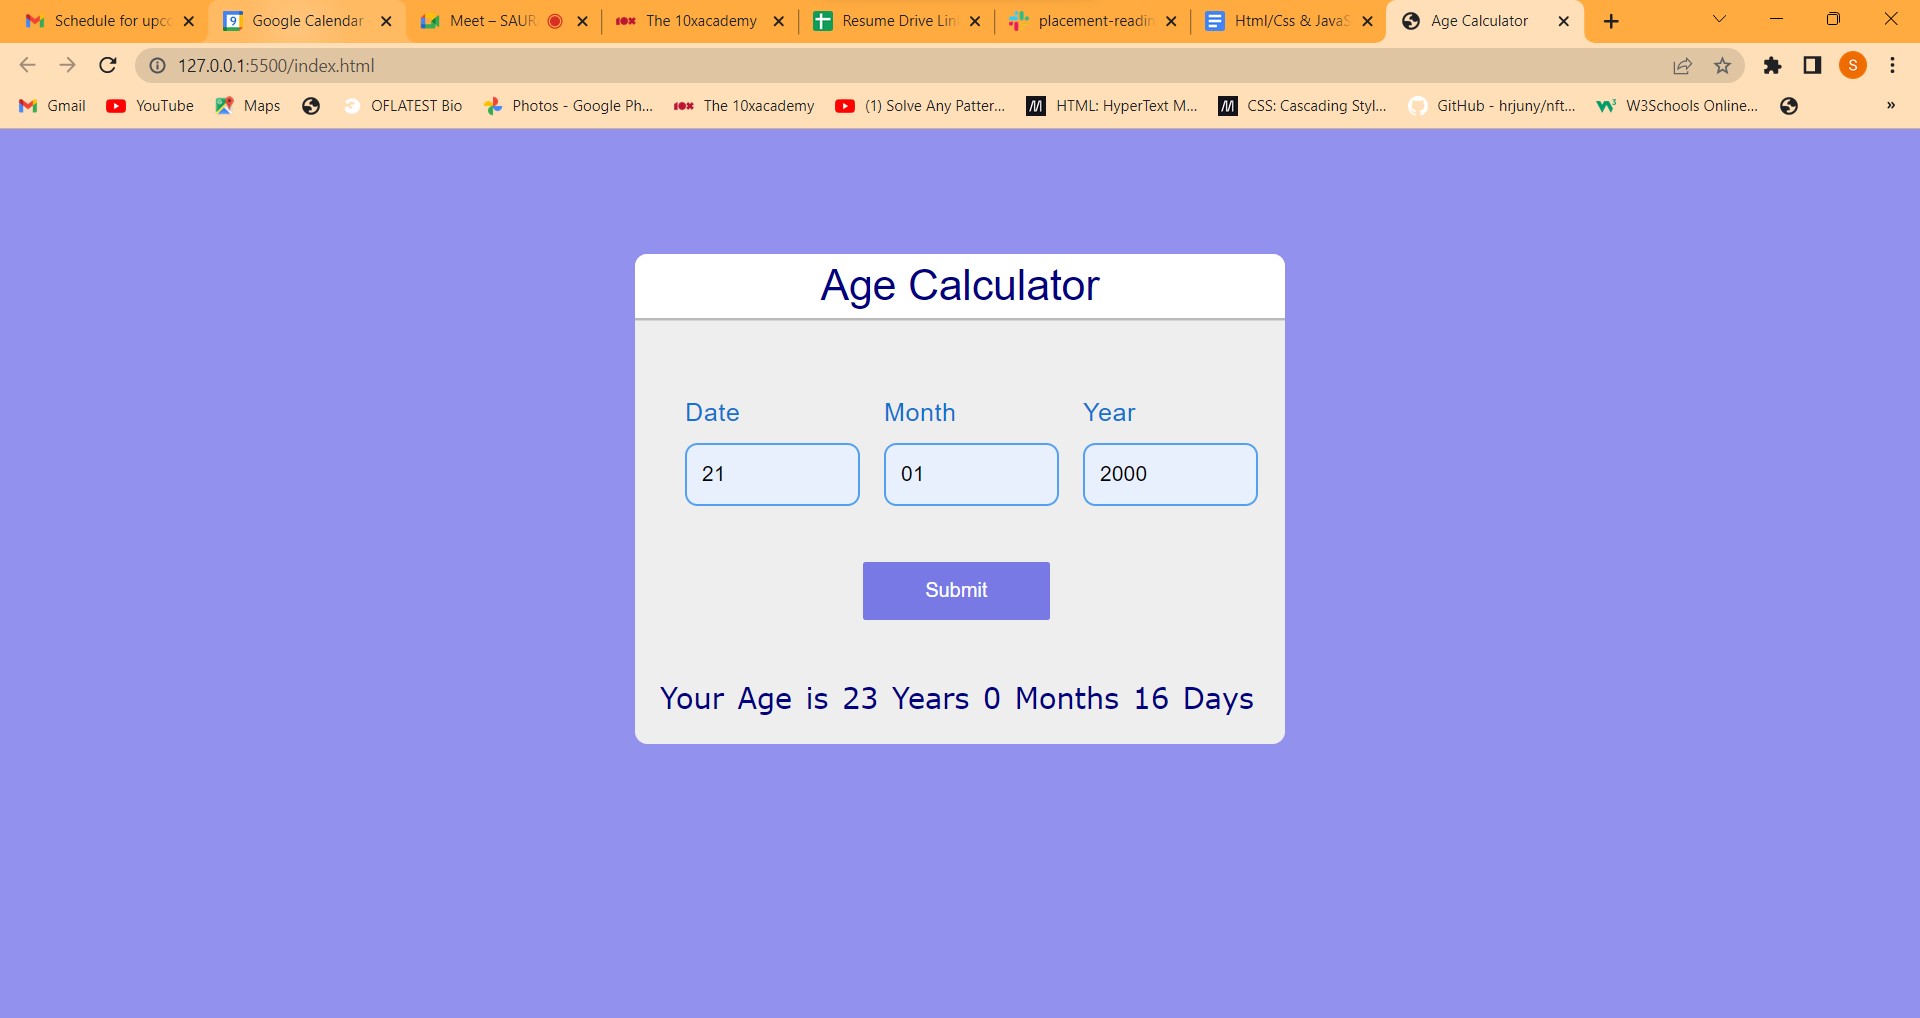 Schedule for upco
Google Calendar
Meet – SAUR
The 10xacademy
Resume Drive Lin
placement-readin
Html/Css & JavaS
Age Calculator
127.0.0.1:5500/index.html
S
Gmail
YouTube
Maps
OFLATEST Bio
Photos - Google Ph...
The 10xacademy
(1) Solve Any Patter...
HTML: HyperText M...
CSS: Cascading Styl...
GitHub - hrjuny/nft...
W3Schools Online...
»
Age Calculator
Date Month Year
21 01 2000
Submit
Your Age is 23 Years 0 Months 16 Days